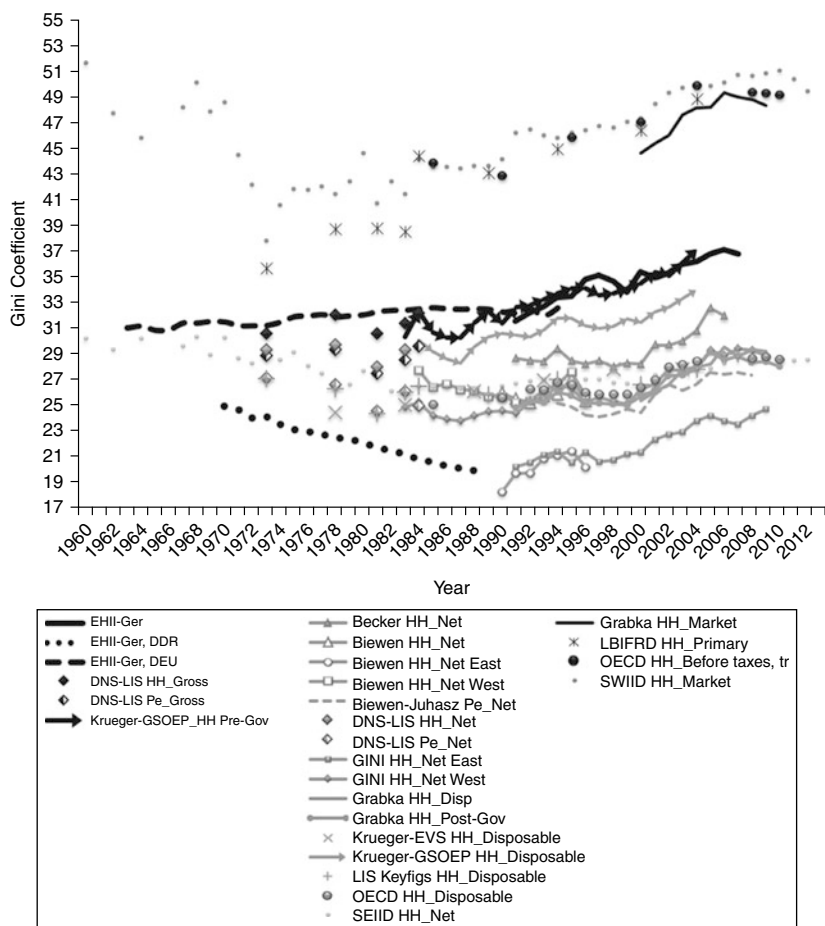 55
53
51
49
47
45
43
41
39
37
35
33
31
29
27
25
23
21
19
17
Gini Coefficient
1960
1962
1964
1966
1968
1970
1972
1974
1976
1978
1980
1982
1984
1986
1988
1990
1992
1994
1996
1998
2000
2002
2004
2006
2008
2010
2012
Year
EHII-Ger
EHII-Ger, DDR
EHII-Ger, DEU
DNS-LIS HH_Gross
DNS-LIS Pe_Gross
Krueger-GSOEP_HH Pre-Gov
Becker HH_Net
Biewen HH_Net
Biewen HH_Net East
Biewen HH_Net West
Biewen-Juhasz Pe_Net
DNS-LIS HH_Net
DNS-LIS Pe_Net
GINI HH_Net East
GINI HH_Net West
Grabka HH_Disp
Grabka HH_Post-Gov
Krueger-EVS HH_Disposable
Krueger-GSOEP HH_Disposable
LIS Keyfigs HH_Disposable
OECD HH_Disposable
SEIID HH_Net
Grabka HH_Market
LBIFRD HH_Primary
OECD HH_Before taxes, tr
SWIID HH_Market